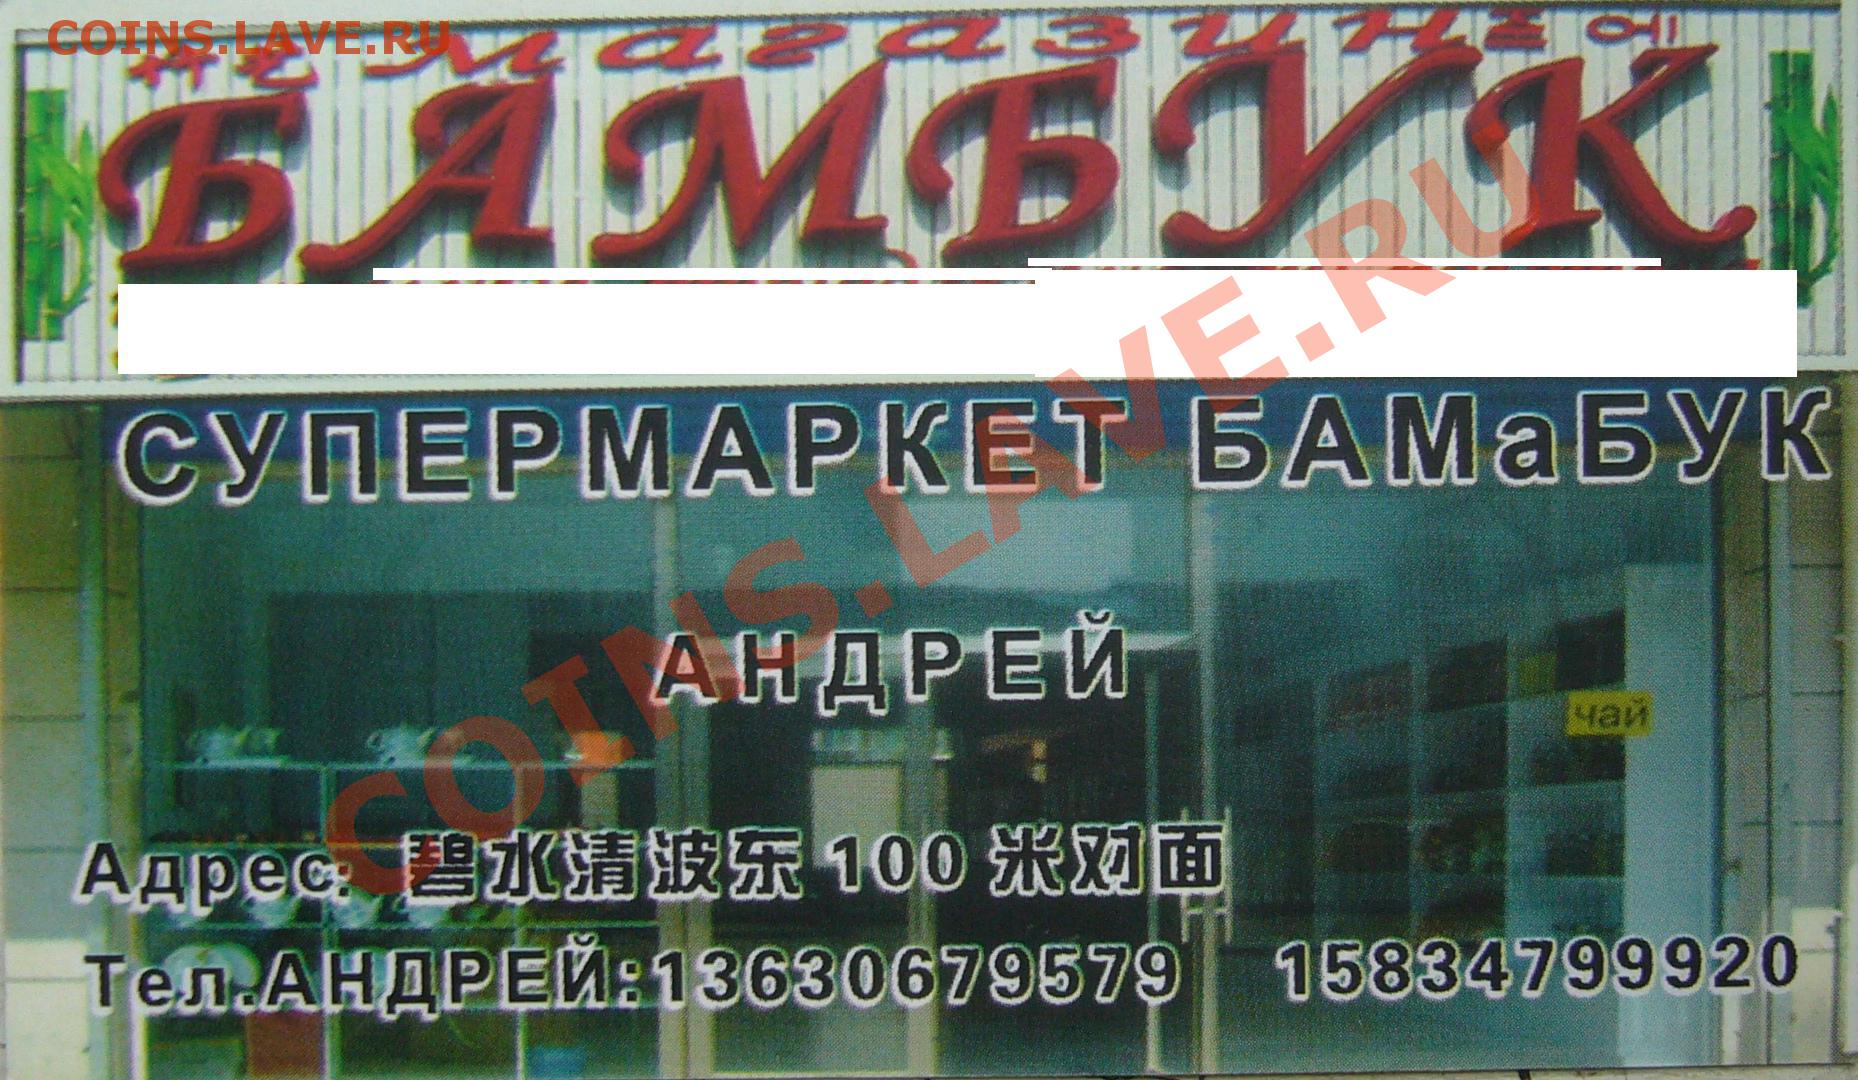 COINS.LAVE.RU
Магазин
БАМБУК
СУПЕРМАРКЕТ БАМаБУК
АНДРЕЙ
чай
Адрес: 碧水清波东 100 米对面
Тел.АНДРЕЙ:13630679579 15834799920
COINS.LAVE.RU